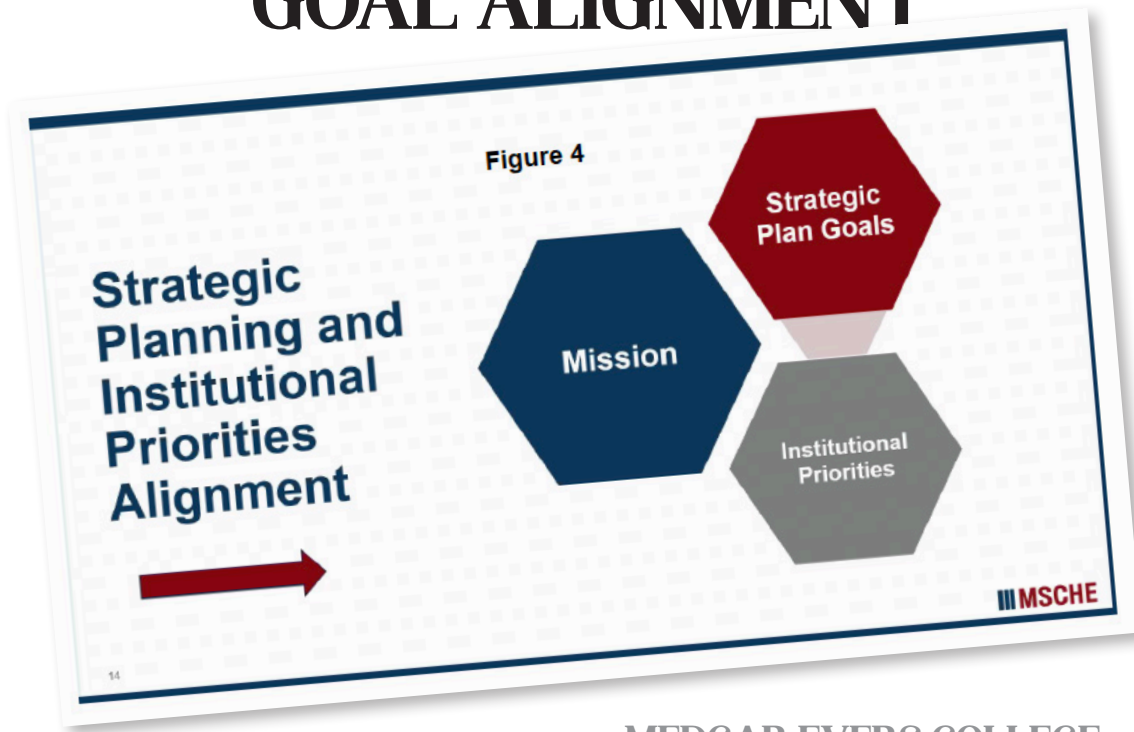 GOAL ALIGNMENT
Figure 4
Strategic
Plan Goals
Strategic
Planning and
Institutional
Priorities
Alignment
Mission
Institutional
Priorities
MSCHE
14
MEDGAR EVERS COLLEGE